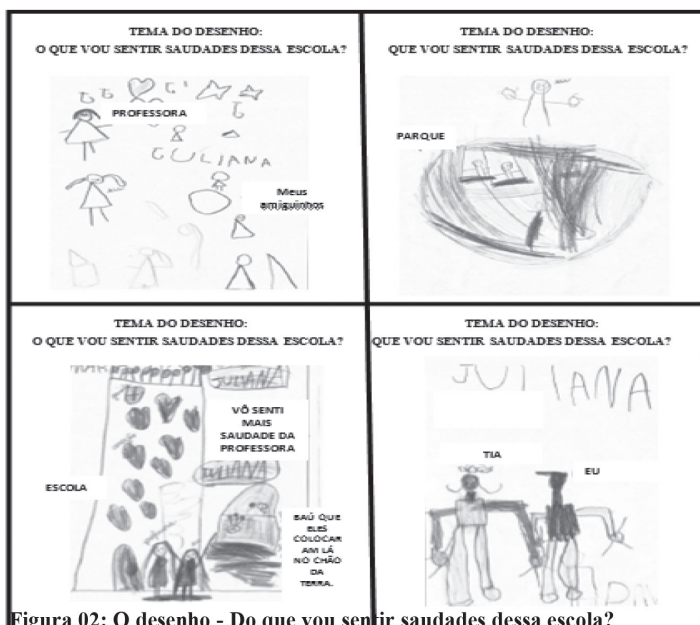 TEMA DO DESENHO:
O QUE VOU SENTIR SAUDADES DESSA ESCOLA?
PROFESSORA
GULIANA
Meus
amiguinhos
TEMA DO DESENHO:
QUE VOU SENTIR SAUDADES DESSA ESCOLA?
PARQUE
TEMA DO DESENHO:
O QUE VOU SENTIR SAUDADES DESSA ESCOLA?
JULIANA
VÔ SENTI
MAIS
SAUDADE DA
PROFESSORA
JULIANA
ESCOLA
BAÚ QUE
ELES
COLOCAR
AM LÁ
NO CHÃO
DA
TERRA.
TEMA DO DESENHO:
QUE VOU SENTIR SAUDADES DESSA ESCOLA?
JULIANA
TIA
EU
Figura 02: O desenho - Do que vou sentir saudades dessa escola?